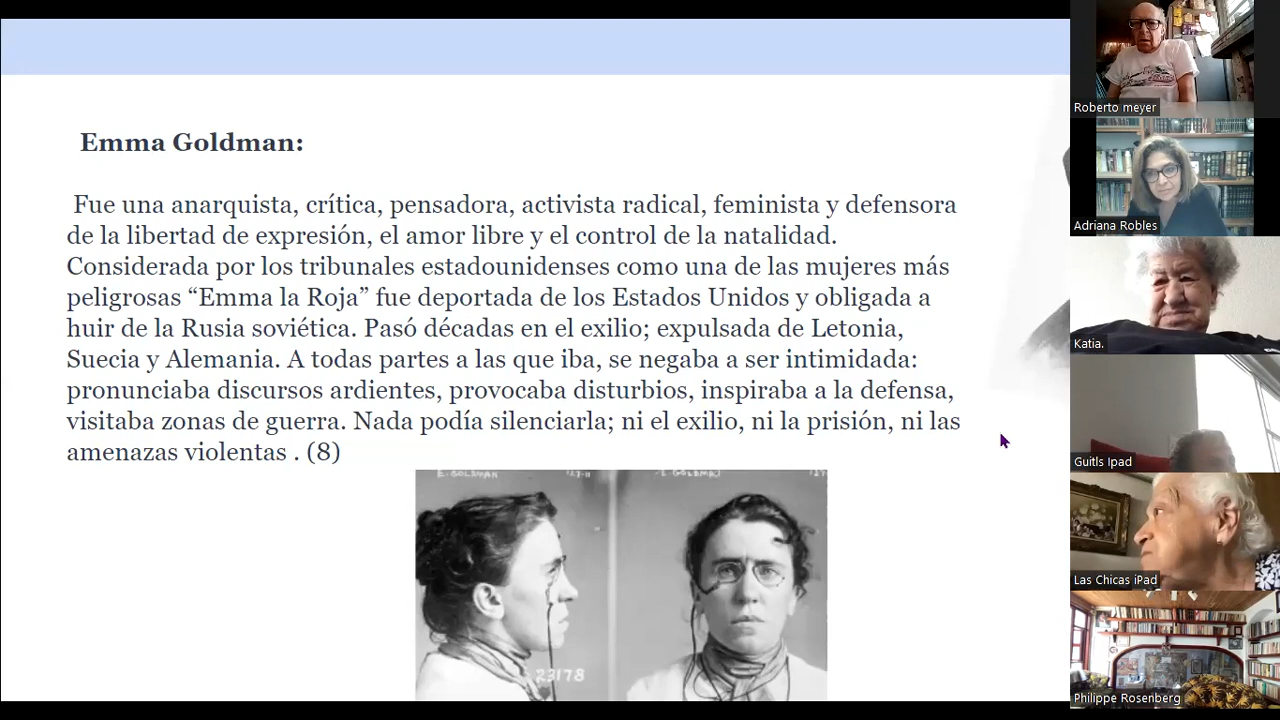 Emma Goldman:
Fue una anarquista, crítica, pensadora, activista radical, feminista y defensora
de la libertad de expresión, el amor libre y el control de la natalidad.
Considerada por los tribunales estadounidenses como una de las mujeres más
peligrosas “Emma la Roja” fue deportada de los Estados Unidos y obligada a
huir de la Rusia soviética. Pasó décadas en el exilio; expulsada de Letonia,
Suecia y Alemania. A todas partes a las que iba, se negaba a ser intimidada:
pronunciaba discursos ardientes, provocaba disturbios, inspiraba a la defensa,
visitaba zonas de guerra. Nada podía silenciarla; ni el exilio, ni la prisión, ni las
amenazas violentas . (8)
E. GOLDMAN
E. GOLDMAN
23178
Roberto meyer
Adriana Robles
Katia.
Guitls Ipad
Las Chicas iPad
Philippe Rosenberg